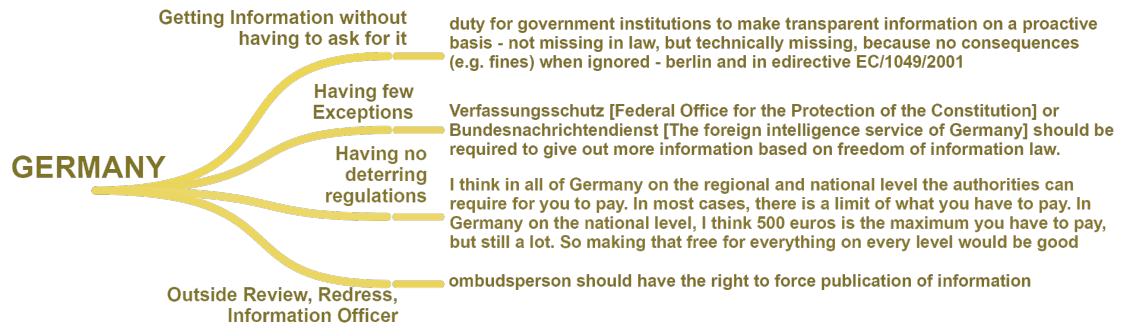 GERMANY
Getting Information without
having to ask for it
duty for government institutions to make transparent information on a proactive
basis - not missing in law, but technically missing, because no consequences
(e.g. fines) when ignored - berlin and in edirective EC/1049/2001
Having few
Exceptions
Verfassungsschutz [Federal Office for the Protection of the Constitution] or
Bundesnachrichtendienst [The foreign intelligence service of Germany] should be
required to give out more information based on freedom of information law.
Having no
deterring
regulations
I think in all of Germany on the regional and national level the authorities can
require for you to pay. In most cases, there is a limit of what you have to pay. In
Germany on the national level, I think 500 euros is the maximum you have to pay,
but still a lot. So making that free for everything on every level would be good
Outside Review, Redress,
Information Officer
ombudsperson should have the right to force publication of information